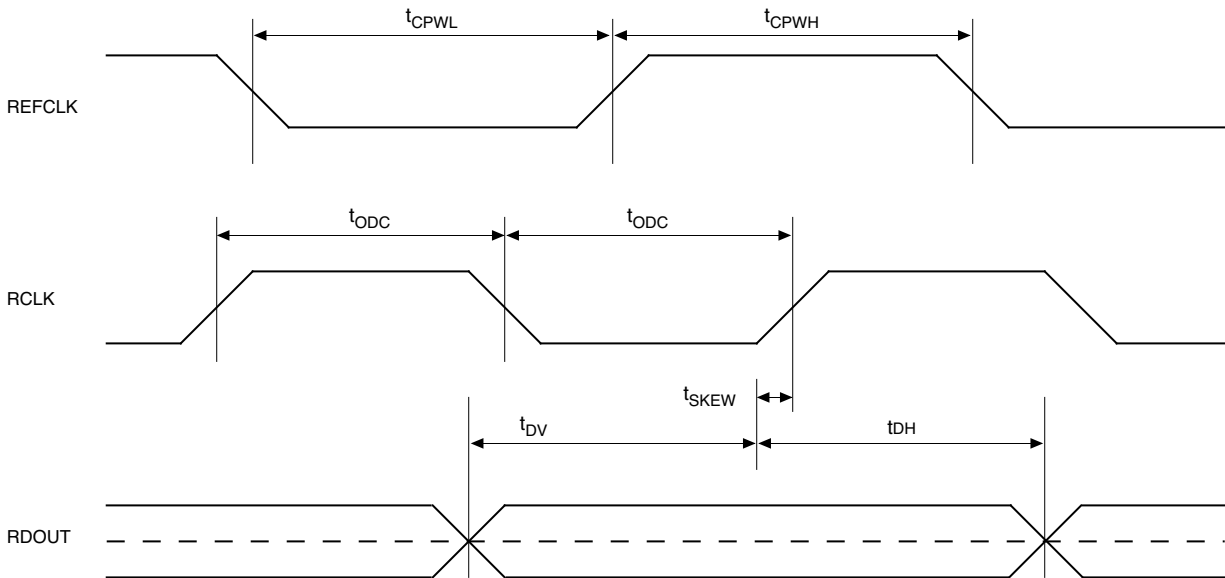 tCPWL
tCPWH
REFCLK
tODC
tODC
RCLK
tSKEW
tDV
tDH
RDOUT